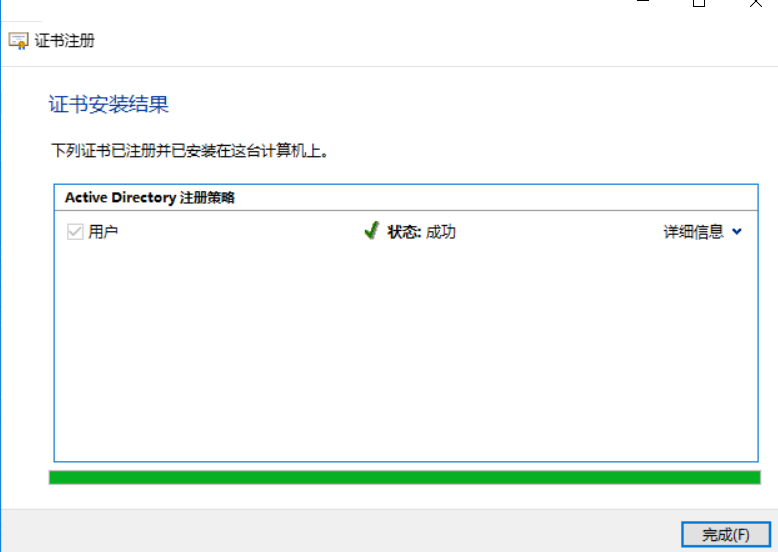 证书注册
证书安装结果
下列证书已注册并已安装在这台计算机上。
Active Directory 注册策略
用户 状态: 成功 详细信息
完成(F)